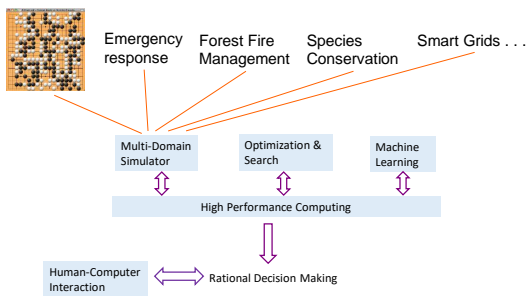 Emergency
response
Forest Fire
Management
Species
Conservation
Smart Grids . . .
Multi-Domain
Simulator
Optimization &
Search
Machine
Learning
High Performance Computing
Human-Computer
Interaction
Rational Decision Making